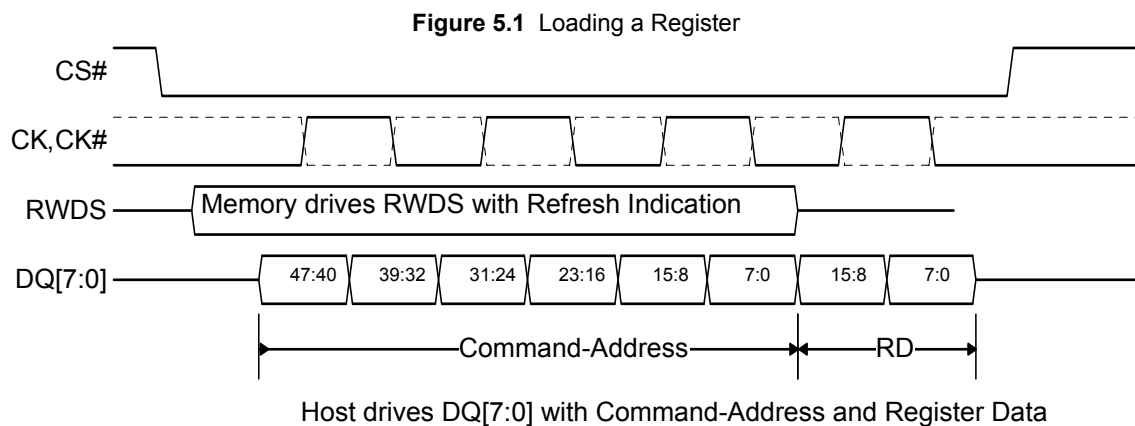 Figure 5.1 Loading a Register
CS#
CK,CK#
RWDS
Memory drives RWDS with Refresh Indication
DQ[7:0]
47:40 39:32 31:24 23:16 15:8 7:0 15:8 7:0
Command-Address RD
Host drives DQ[7:0] with Command-Address and Register Data